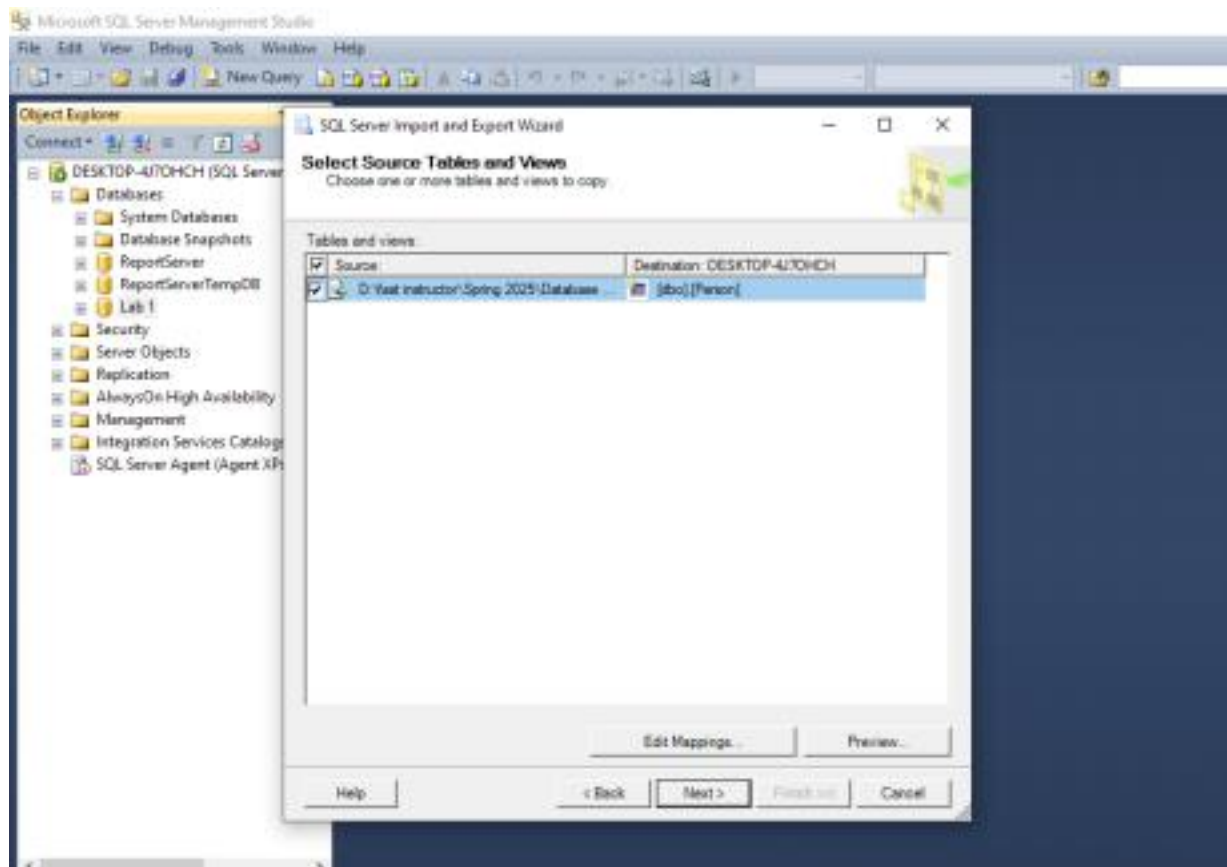 Microsoft SQL Server Management Studio
File Edit View Debug Tools Window Help
New Query
Object Explorer
Connect
DESKTOP-4J7OHCH (SQL Server
Databases
System Databases
Database Snapshots
ReportServer
ReportServerTempDB
Lab 1
Security
Server Objects
Replication
AlwaysOn High Availability
Management
Integration Services Catalogs
SQL Server Agent (Agent XPs
SQL Server Import and Export Wizard
Select Source Tables and Views
Choose one or more tables and views to copy.
Tables and views:
Source Destination: DESKTOP-4J7OHCH
instructor\Spring 2025\Database ... [dbo].[Person]
Edit Mappings... Preview...
Help < Back Next > Cancel